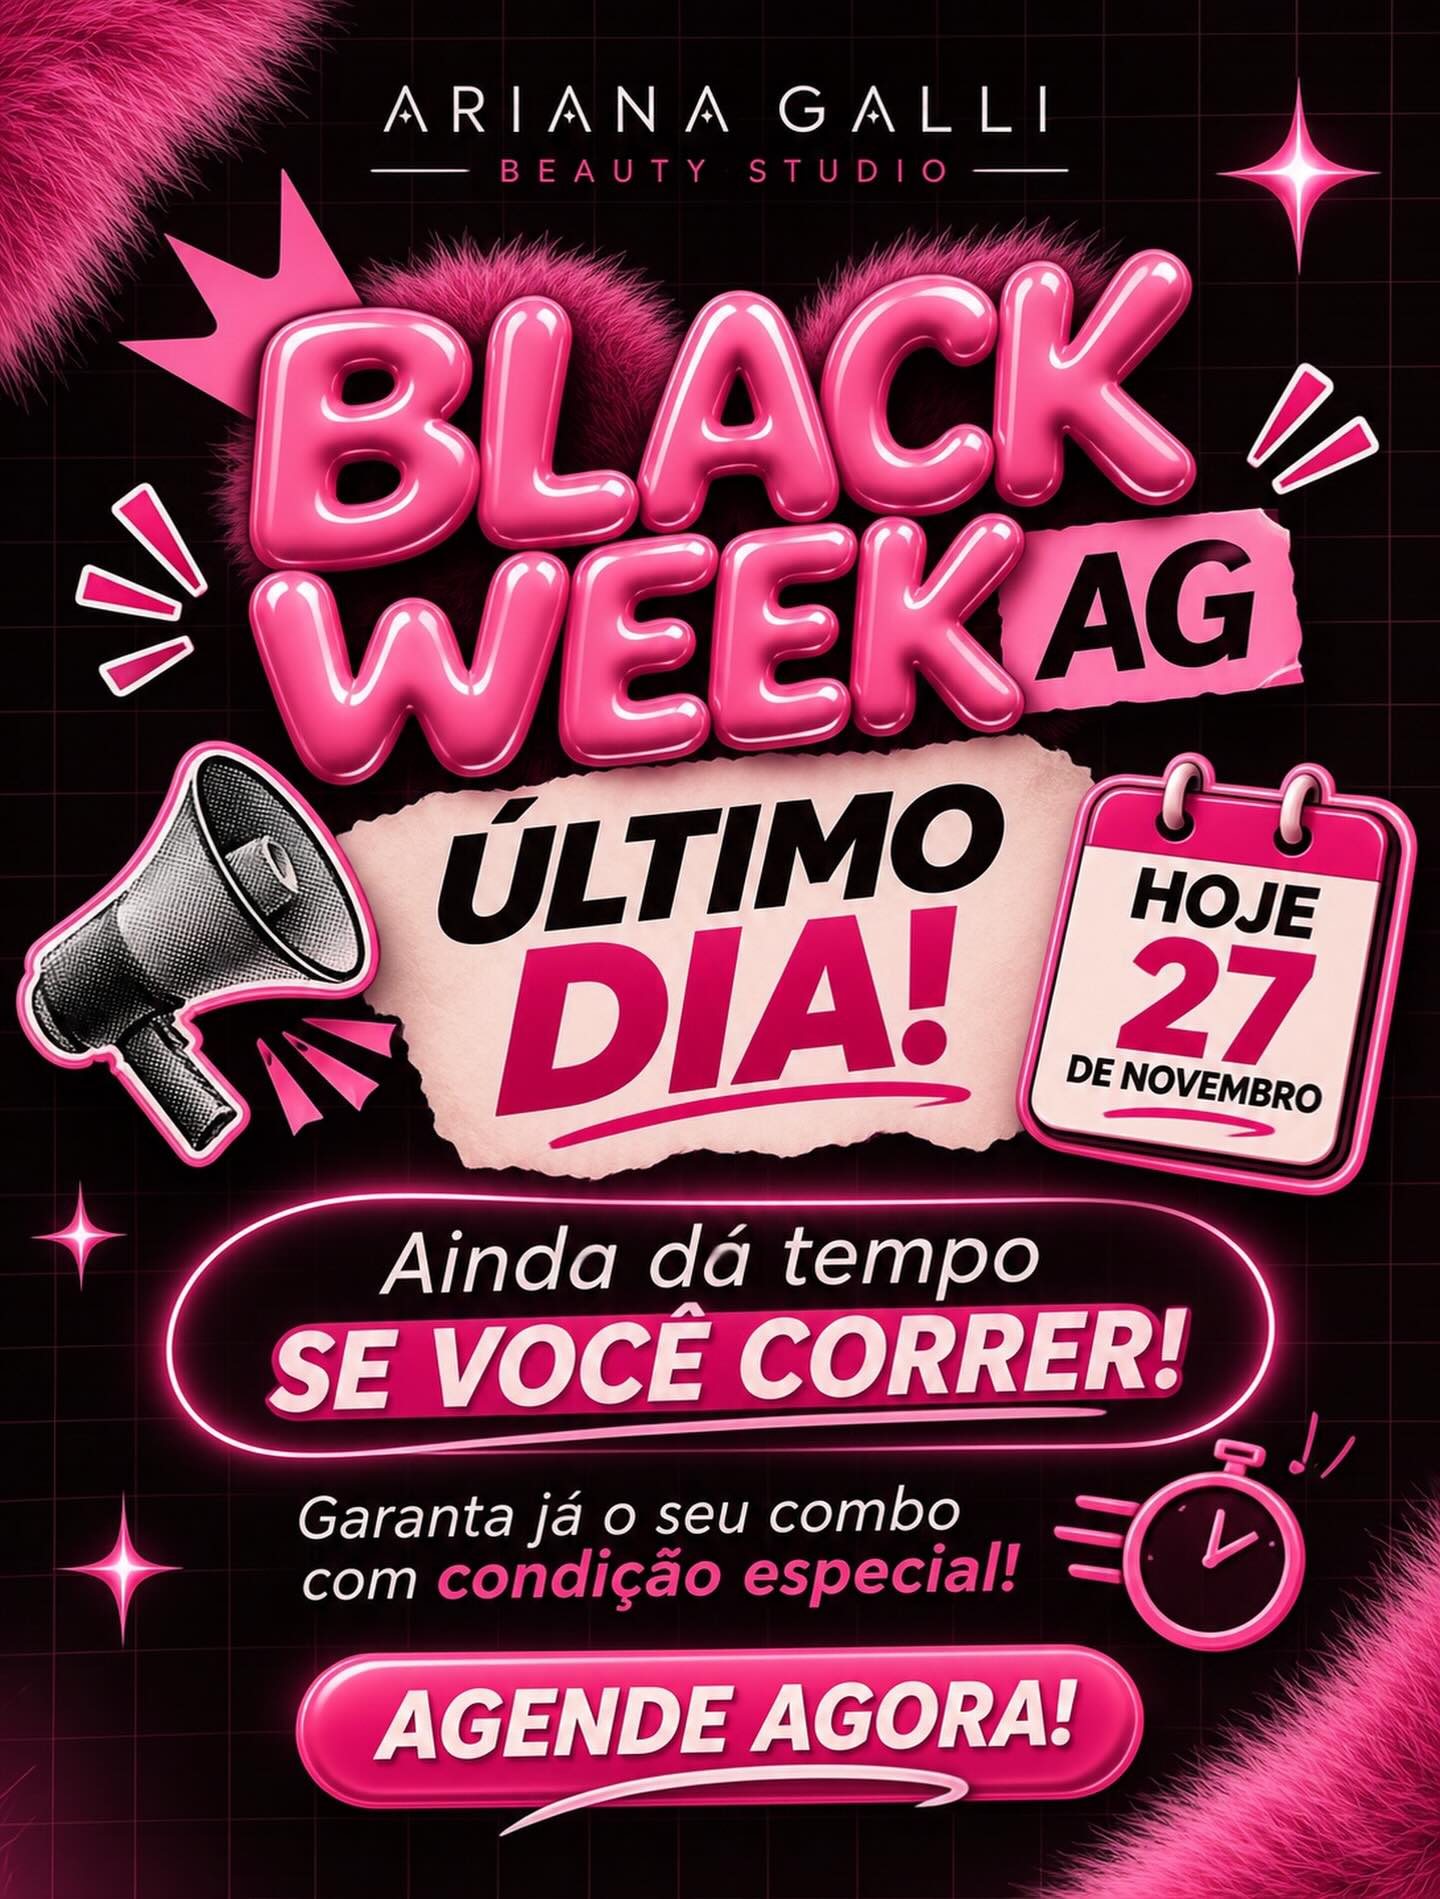 ARIANA GALLI
BEAUTY STUDIO
BLACK
WEEK AG
ÚLTIMO
DIA!
HOJE
27
DE NOVEMBRO
Ainda dá tempo
SE VOCÊ CORRER!
Garanta já o seu combo
com condição especial!
AGENDE AGORA!